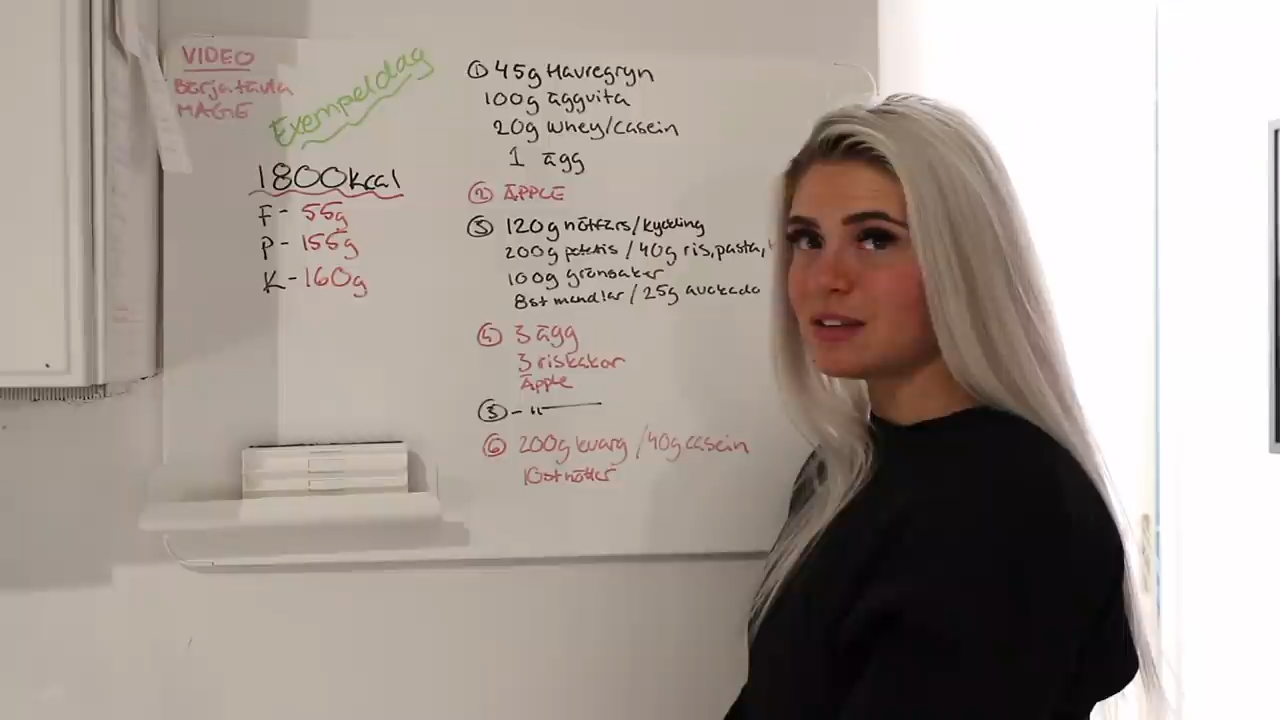 VIDEO
Börja tävla
MAGE
Exempeldag
1800kcal
F - 55g
P - 155g
K - 160g
① 45g Havregryn
100g äggvita
20g whey/casein
1 ägg
② ÄPPLE
③ 120g nötfärs/kyckling
200g potatis / 40g ris, pasta,
100g grönsaker
8st mandlar / 25g avokado
3 ägg
3 riskakor
Äpple
- " -
⑥ 200g kvarg / 40g casein
10st nötter